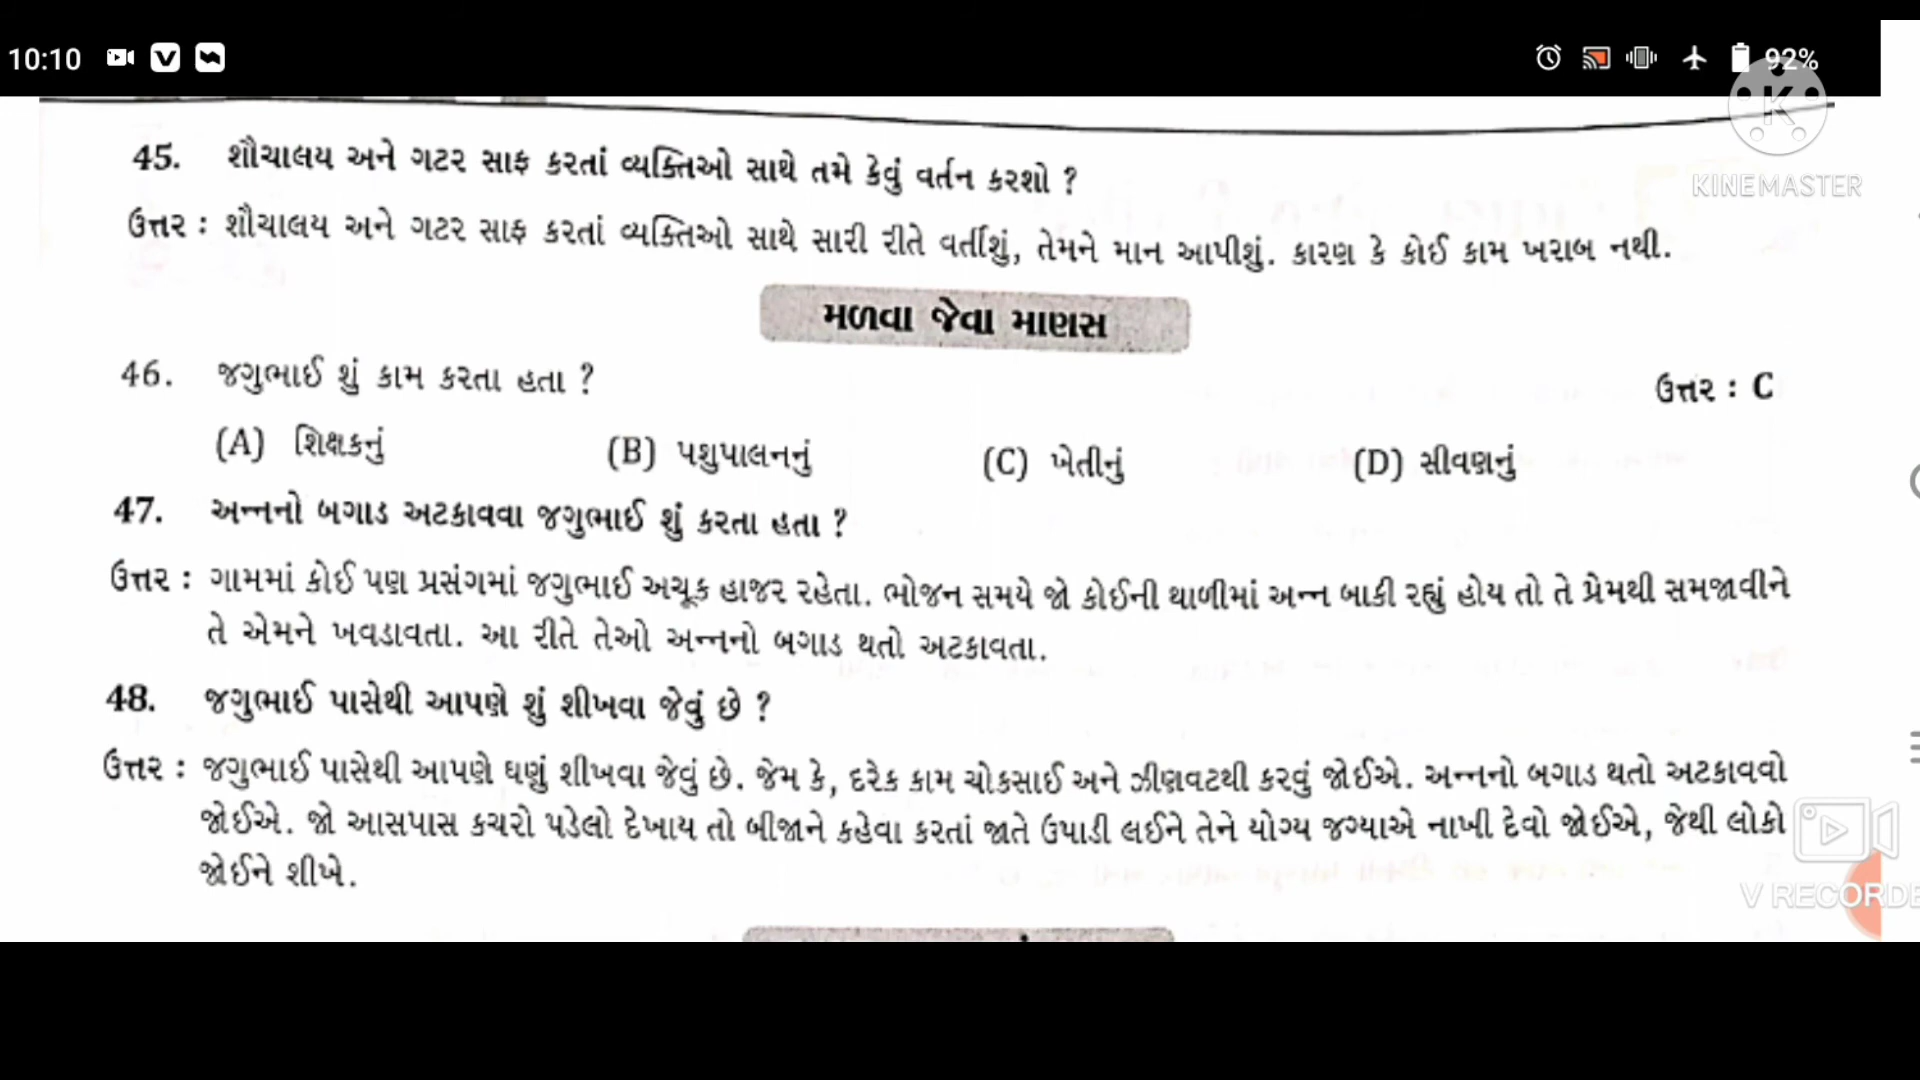 10:10
92%
KINEMASTER
45. શૌચાલય અને ગટર સાફ કરતાં વ્યક્તિઓ સાથે તમે કેવું વર્તન કરશો ?
ઉત્તર : શૌચાલય અને ગટર સાફ કરતાં વ્યક્તિઓ સાથે સારી રીતે વર્તીશું, તેમને માન આપીશું. કારણ કે કોઈ કામ ખરાબ નથી.
મળવા જેવા માણસ
46. જગુભાઈ શું કામ કરતા હતા ? ઉત્તર : C
(A) શિક્ષકનું (B) પશુપાલનનું (C) ખેતીનું (D) સીવણનું
47. અન્નનો બગાડ અટકાવવા જગુભાઈ શું કરતા હતા ?
ઉત્તર : ગામમાં કોઈ પણ પ્રસંગમાં જગુભાઈ અચૂક હાજર રહેતા. ભોજન સમયે જો કોઈની થાળીમાં અન્ન બાકી રહ્યું હોય તો તે પ્રેમથી સમજાવીને
તે એમને ખવડાવતા. આ રીતે તેઓ અન્નનો બગાડ થતો અટકાવતા.
48. જગુભાઈ પાસેથી આપણે શું શીખવા જેવું છે ?
ઉત્તર : જગુભાઈ પાસેથી આપણે ઘણું શીખવા જેવું છે. જેમ કે, દરેક કામ ચોકસાઈ અને ઝીણવટથી કરવું જોઈએ. અન્નનો બગાડ થતો અટકાવવો
જોઈએ. જો આસપાસ કચરો પડેલો દેખાય તો બીજાને કહેવા કરતાં જાતે ઉપાડી લઈને તેને યોગ્ય જગ્યાએ નાખી દેવો જોઈએ, જેથી લોકો
જોઈને શીખે.
V RECORDE